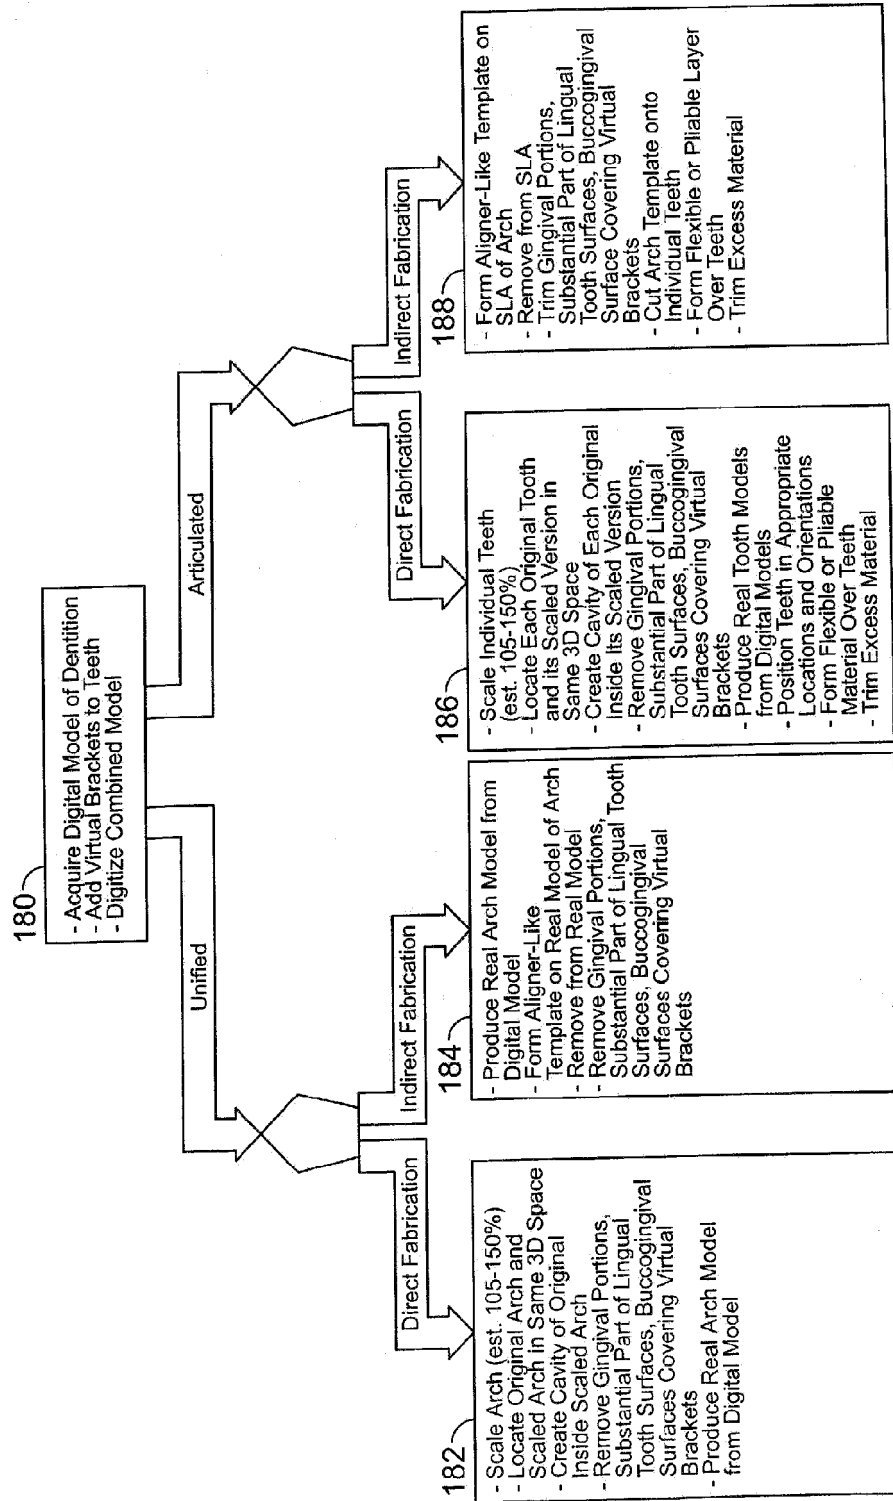 180
- Acquire Digital Model of Dentition
- Add Virtual Brackets to Teeth
- Digitize Combined Model
Unified
Articulated
Direct Fabrication
Indirect Fabrication
Direct Fabrication
Indirect Fabrication
182
- Scale Arch (est. 105-150%)
- Locate Original Arch and
Scaled Arch in Same 3D Space
- Create Cavity of Original
Inside Scaled Arch
- Remove Gingival Portions,
Substantial Part of Lingual
Tooth Surfaces, Buccogingival
Surfaces Covering Virtual
Brackets
- Produce Real Arch Model
from Digital Model
184
- Produce Real Arch Model from
Digital Model
- Form Aligner-Like
Template on Real Model of Arch
- Remove from Real Model
- Remove Gingival Portions,
Substantial Part of Lingual Tooth
Surfaces, Buccogingival
Surfaces Covering Virtual
Brackets
186
- Scale Individual Teeth
(est. 105-150%)
- Locate Each Original Tooth
and its Scaled Version in
Same 3D Space
- Create Cavity of Each Original
Inside Its Scaled Version
- Remove Gingival Portions,
Substantial Part of Lingual
Tooth Surfaces, Buccogingival
Surfaces Covering Virtual
Brackets
- Produce Real Tooth Models
from Digital Models
- Position Teeth in Appropriate
Locations and Orientations
- Form Flexible or Pliable
Material Over Teeth
- Trim Excess Material
188
- Form Aligner-Like Template on
SLA of Arch
- Remove from SLA
- Trim Gingival Portions,
Substantial Part of Lingual
Tooth Surfaces, Buccogingival
Surface Covering Virtual
Brackets
- Cut Arch Template onto
Individual Teeth
- Form Flexible or Pliable Layer
Over Teeth
- Trim Excess Material